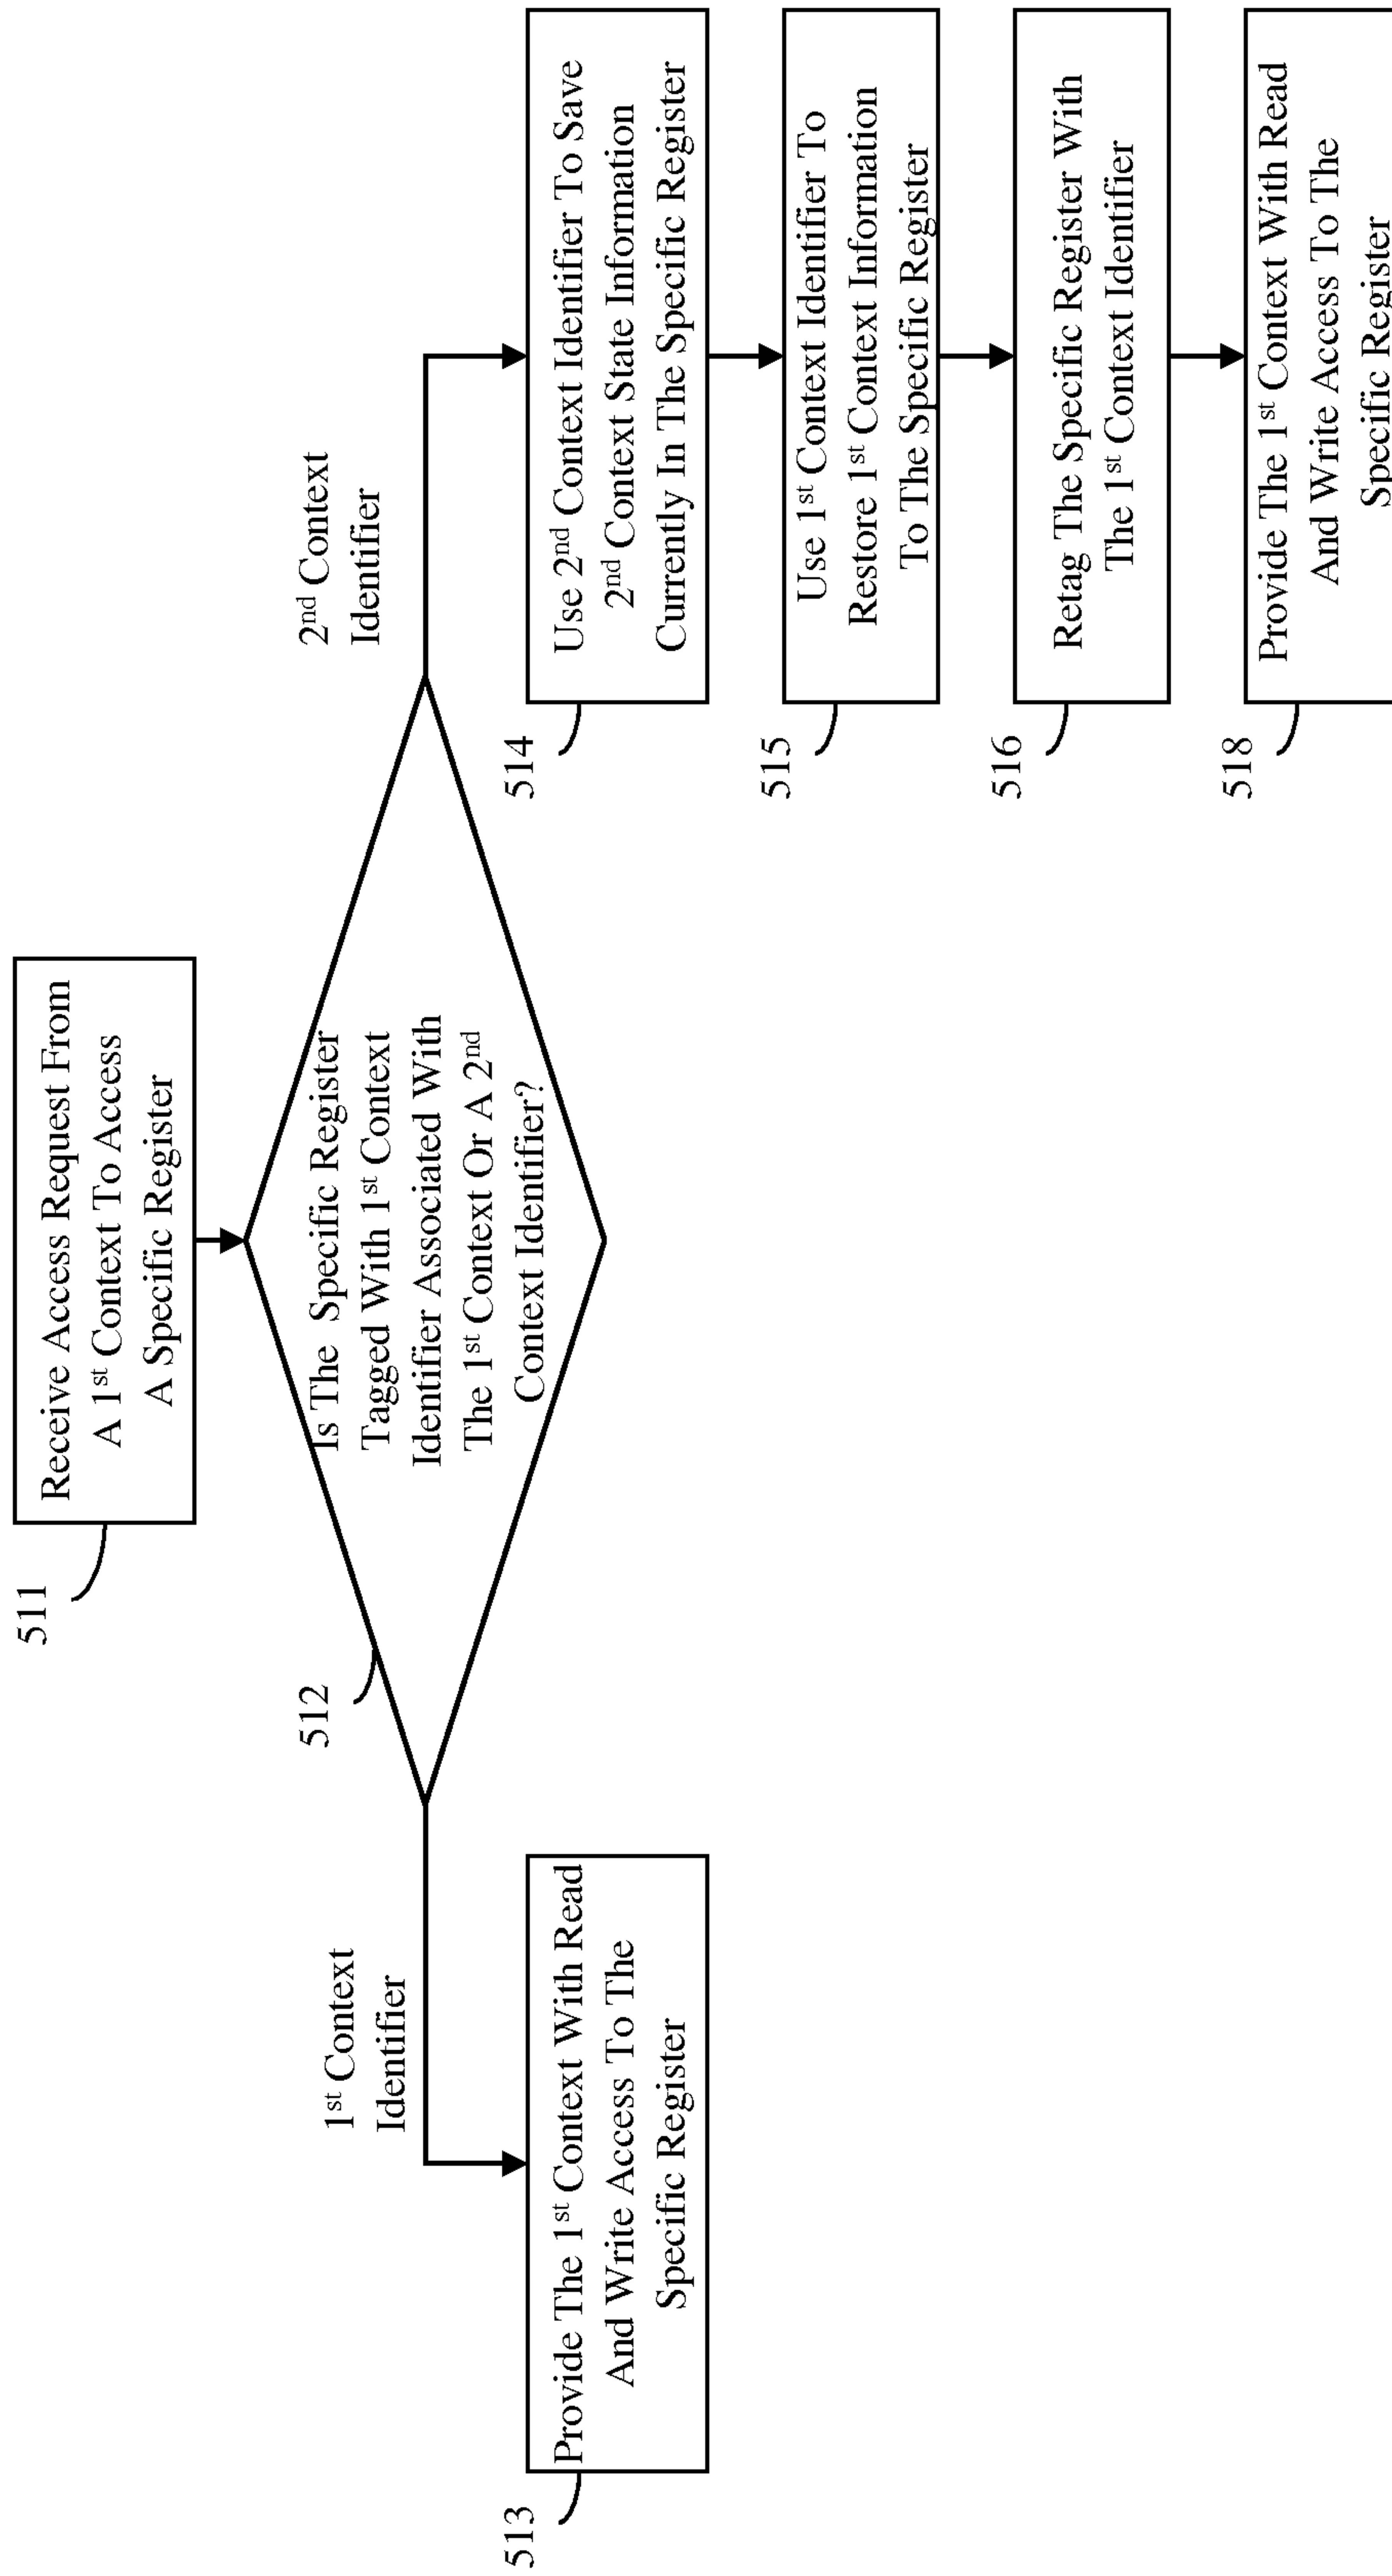 511
Receive Access Request From
A 1st Context To Access
A Specific Register
512
Is The Specific Register
Tagged With 1st Context
Identifier Associated With
The 1st Context Or A 2nd
Context Identifier?
1st Context
Identifier
2nd Context
Identifier
513
Provide The 1st Context With Read
And Write Access To The
Specific Register
514
Use 2nd Context Identifier To Save
2nd Context State Information
Currently In The Specific Register
515
Use 1st Context Identifier To
Restore 1st Context Information
To The Specific Register
516
Retag The Specific Register With
The 1st Context Identifier
518
Provide The 1st Context With Read
And Write Access To The
Specific Register